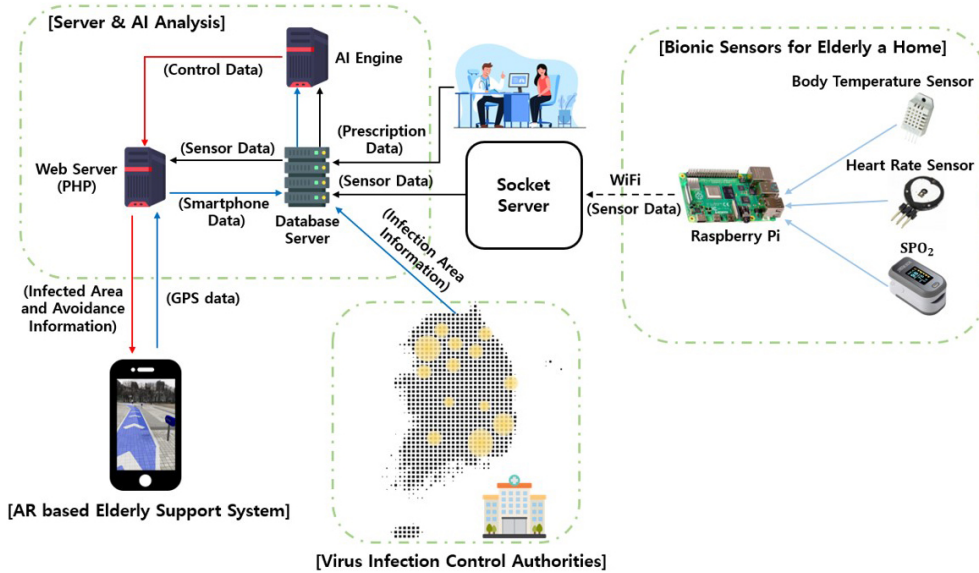 [Server & AI Analysis]
AI Engine
(Control Data)
Web Server
(PHP)
(Sensor Data)
(Smartphone
Data)
Database
Server
(Prescription
Data)
(Sensor Data)
Socket
Server
WiFi
(Sensor Data)
[Bionic Sensors for Elderly a Home]
Body Temperature Sensor
Heart Rate Sensor
SPO₂
Raspberry Pi
(Infection Area
Information)
(Infected Area
and Avoidance
Information)
(GPS data)
[AR based Elderly Support System]
[Virus Infection Control Authorities]